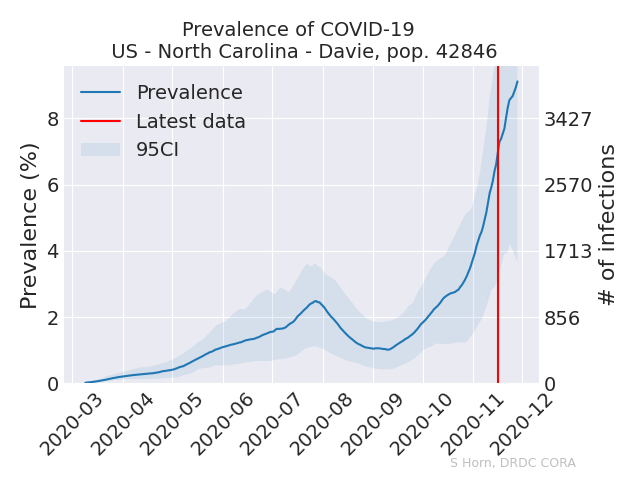 Prevalence of COVID-19
US - North Carolina - Davie, pop. 42846
Prevalence
Latest data
95CI
Prevalence (%)
8
6
4
2
0
3427
2570
1713
856
0
# of infections
2020-03
2020-04
2020-05
2020-06
2020-07
2020-08
2020-09
2020-10
2020-11
2020-12
S Horn, DRDC CORA